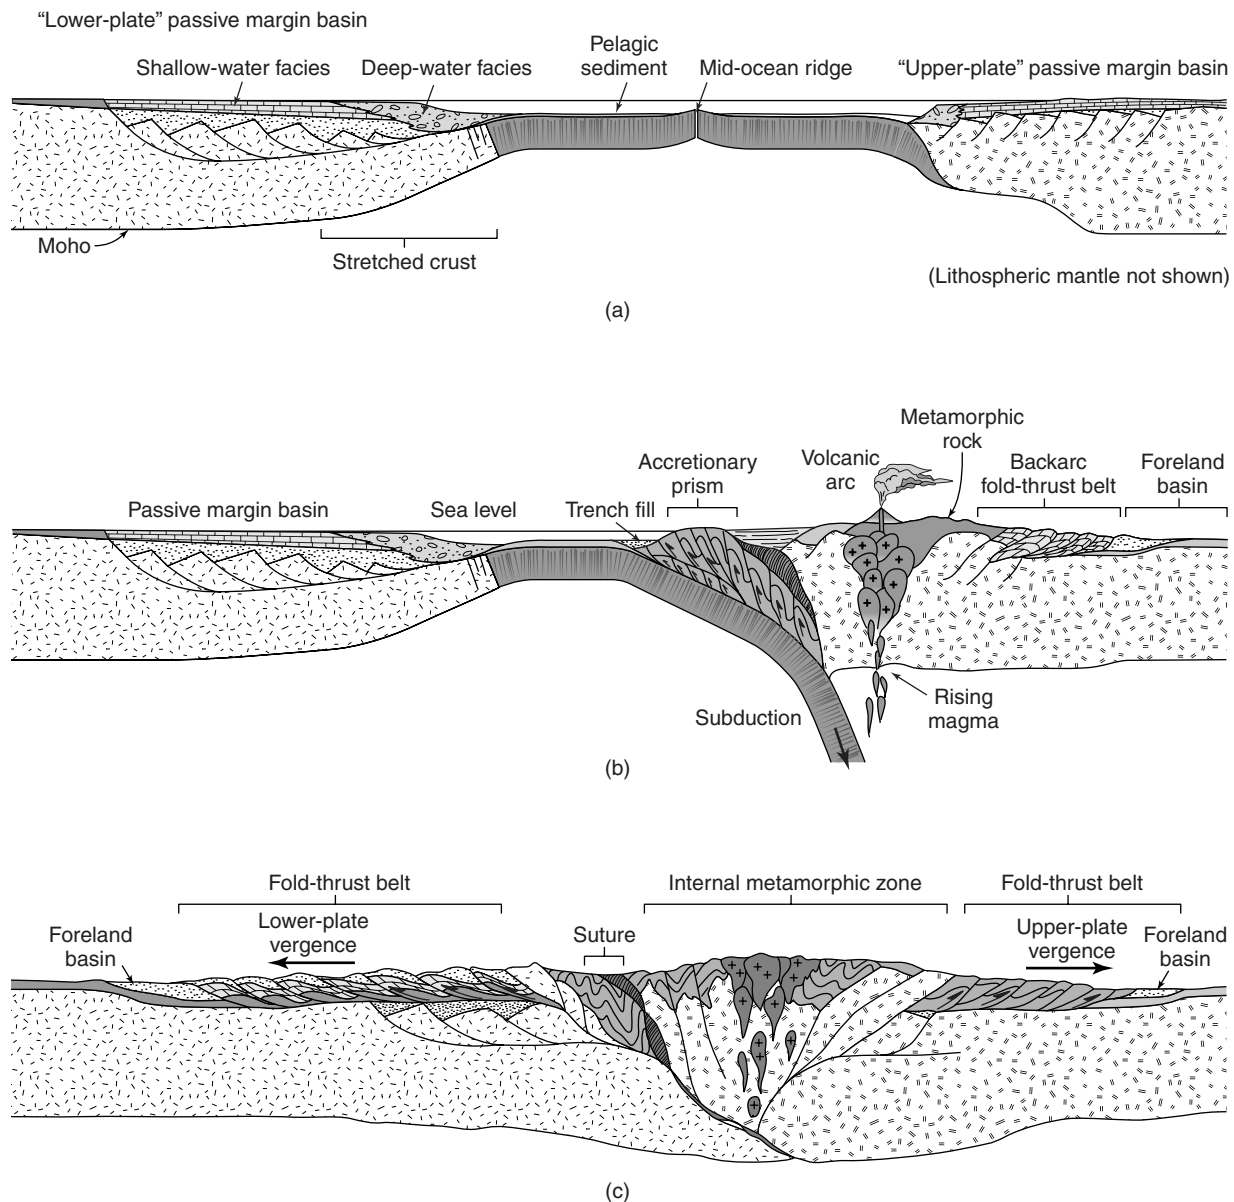 “Lower-plate” passive margin basin
Shallow-water facies
Deep-water facies
Pelagic
sediment
Mid-ocean ridge
“Upper-plate” passive margin basin
Moho
Stretched crust
(Lithospheric mantle not shown)
(a)
Passive margin basin
Sea level
Trench fill
Accretionary
prism
Volcanic
arc
Metamorphic
rock
Backarc
fold-thrust belt
Foreland
basin
Subduction
Rising
magma
(b)
Fold-thrust belt
Internal metamorphic zone
Fold-thrust belt
Foreland
basin
Lower-plate
vergence
Suture
Upper-plate
vergence
Foreland
basin
(c)